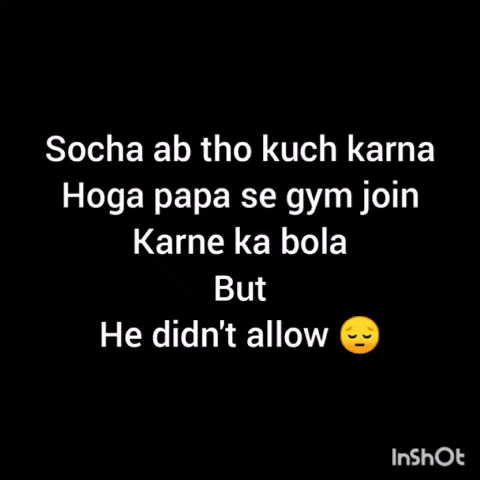 Socha ab tho kuch karna
Hoga papa se gym join
Karne ka bola
But
He didn't allow 😔
InShOt